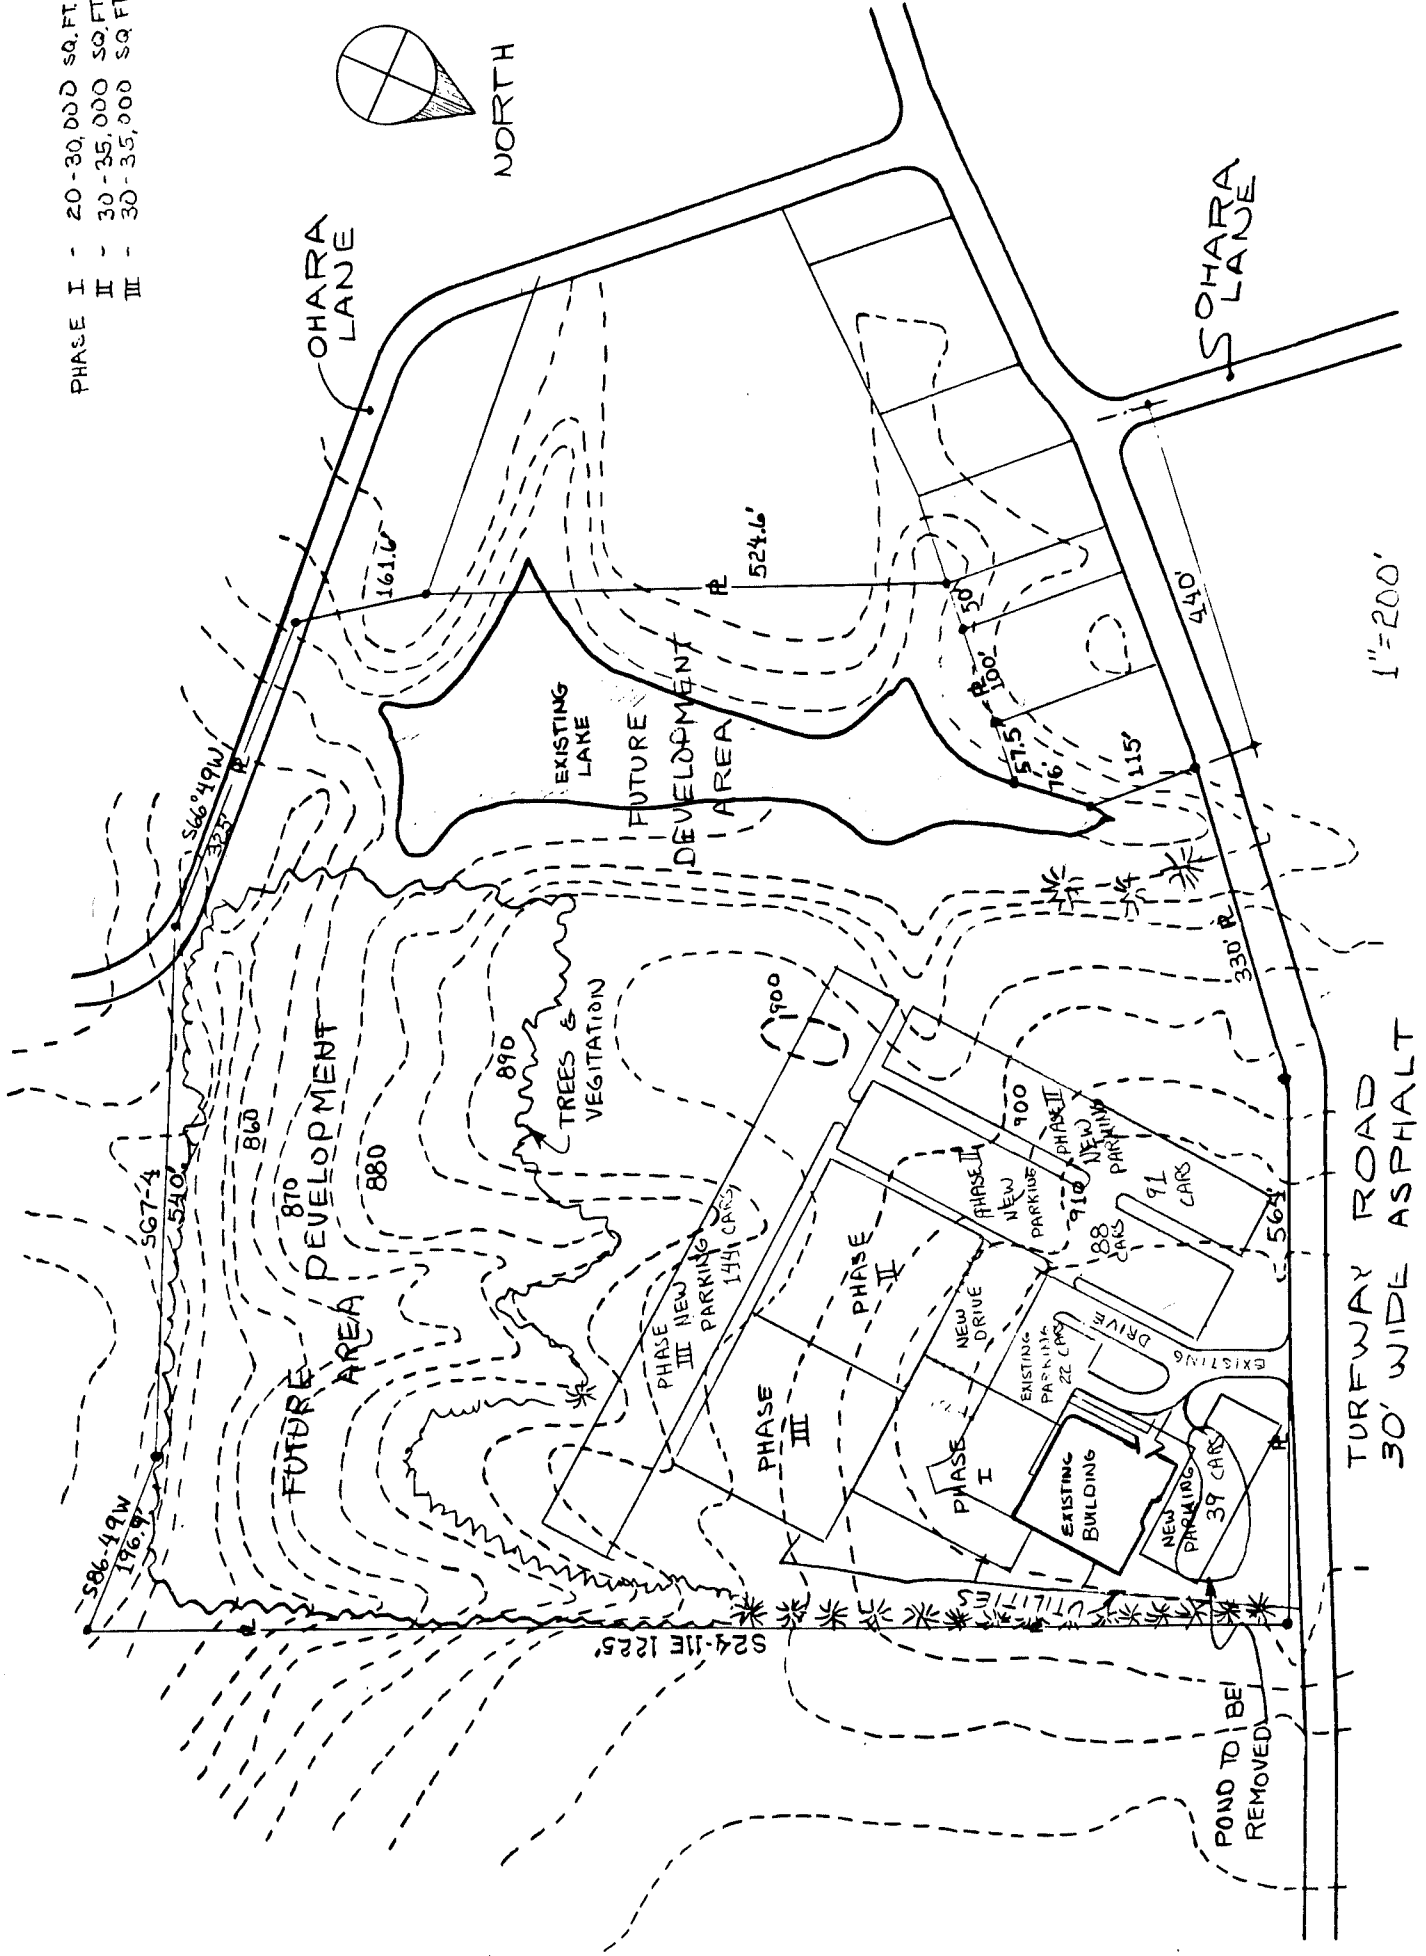 PHASE I - 20-30,000 SQ.FT.
II - 30-35,000 SQ.FT
III - 30-35,000 SQ FT
NORTH
OHARA
LANE
OHARA
LANE
S66°49W
325'
℞
161.6'
℞
524.6'
50'
℞
100'
57.5'
76'
115'
440'
1"=200'
EXISTING
LAKE
FUTURE
DEVELOPMENT
AREA
S67-4
540'
S86-49W
196.9'
860
870
880
890
900
FUTURE
DEVELOPMENT
AREA
TREES &
VEGITATION
PHASE
III NEW
PARKING
144 CARS
PHASE
II
PHASE
III
PHASE
I
PHASE II
NEW
PARKING
88
CARS
900
910
PHASE II
NEW
PARKING
91
CARS
NEW
DRIVE
EXISTING
PARKING
22 CARS
EXISTING
DRIVE
EXISTING
BUILDING
NEW
PARKING
39 CARS
UTILITIES
S24-11E 1225'
POND TO BE
REMOVED
330' ℞
℞
TURFWAY ROAD
30' WIDE ASPHALT